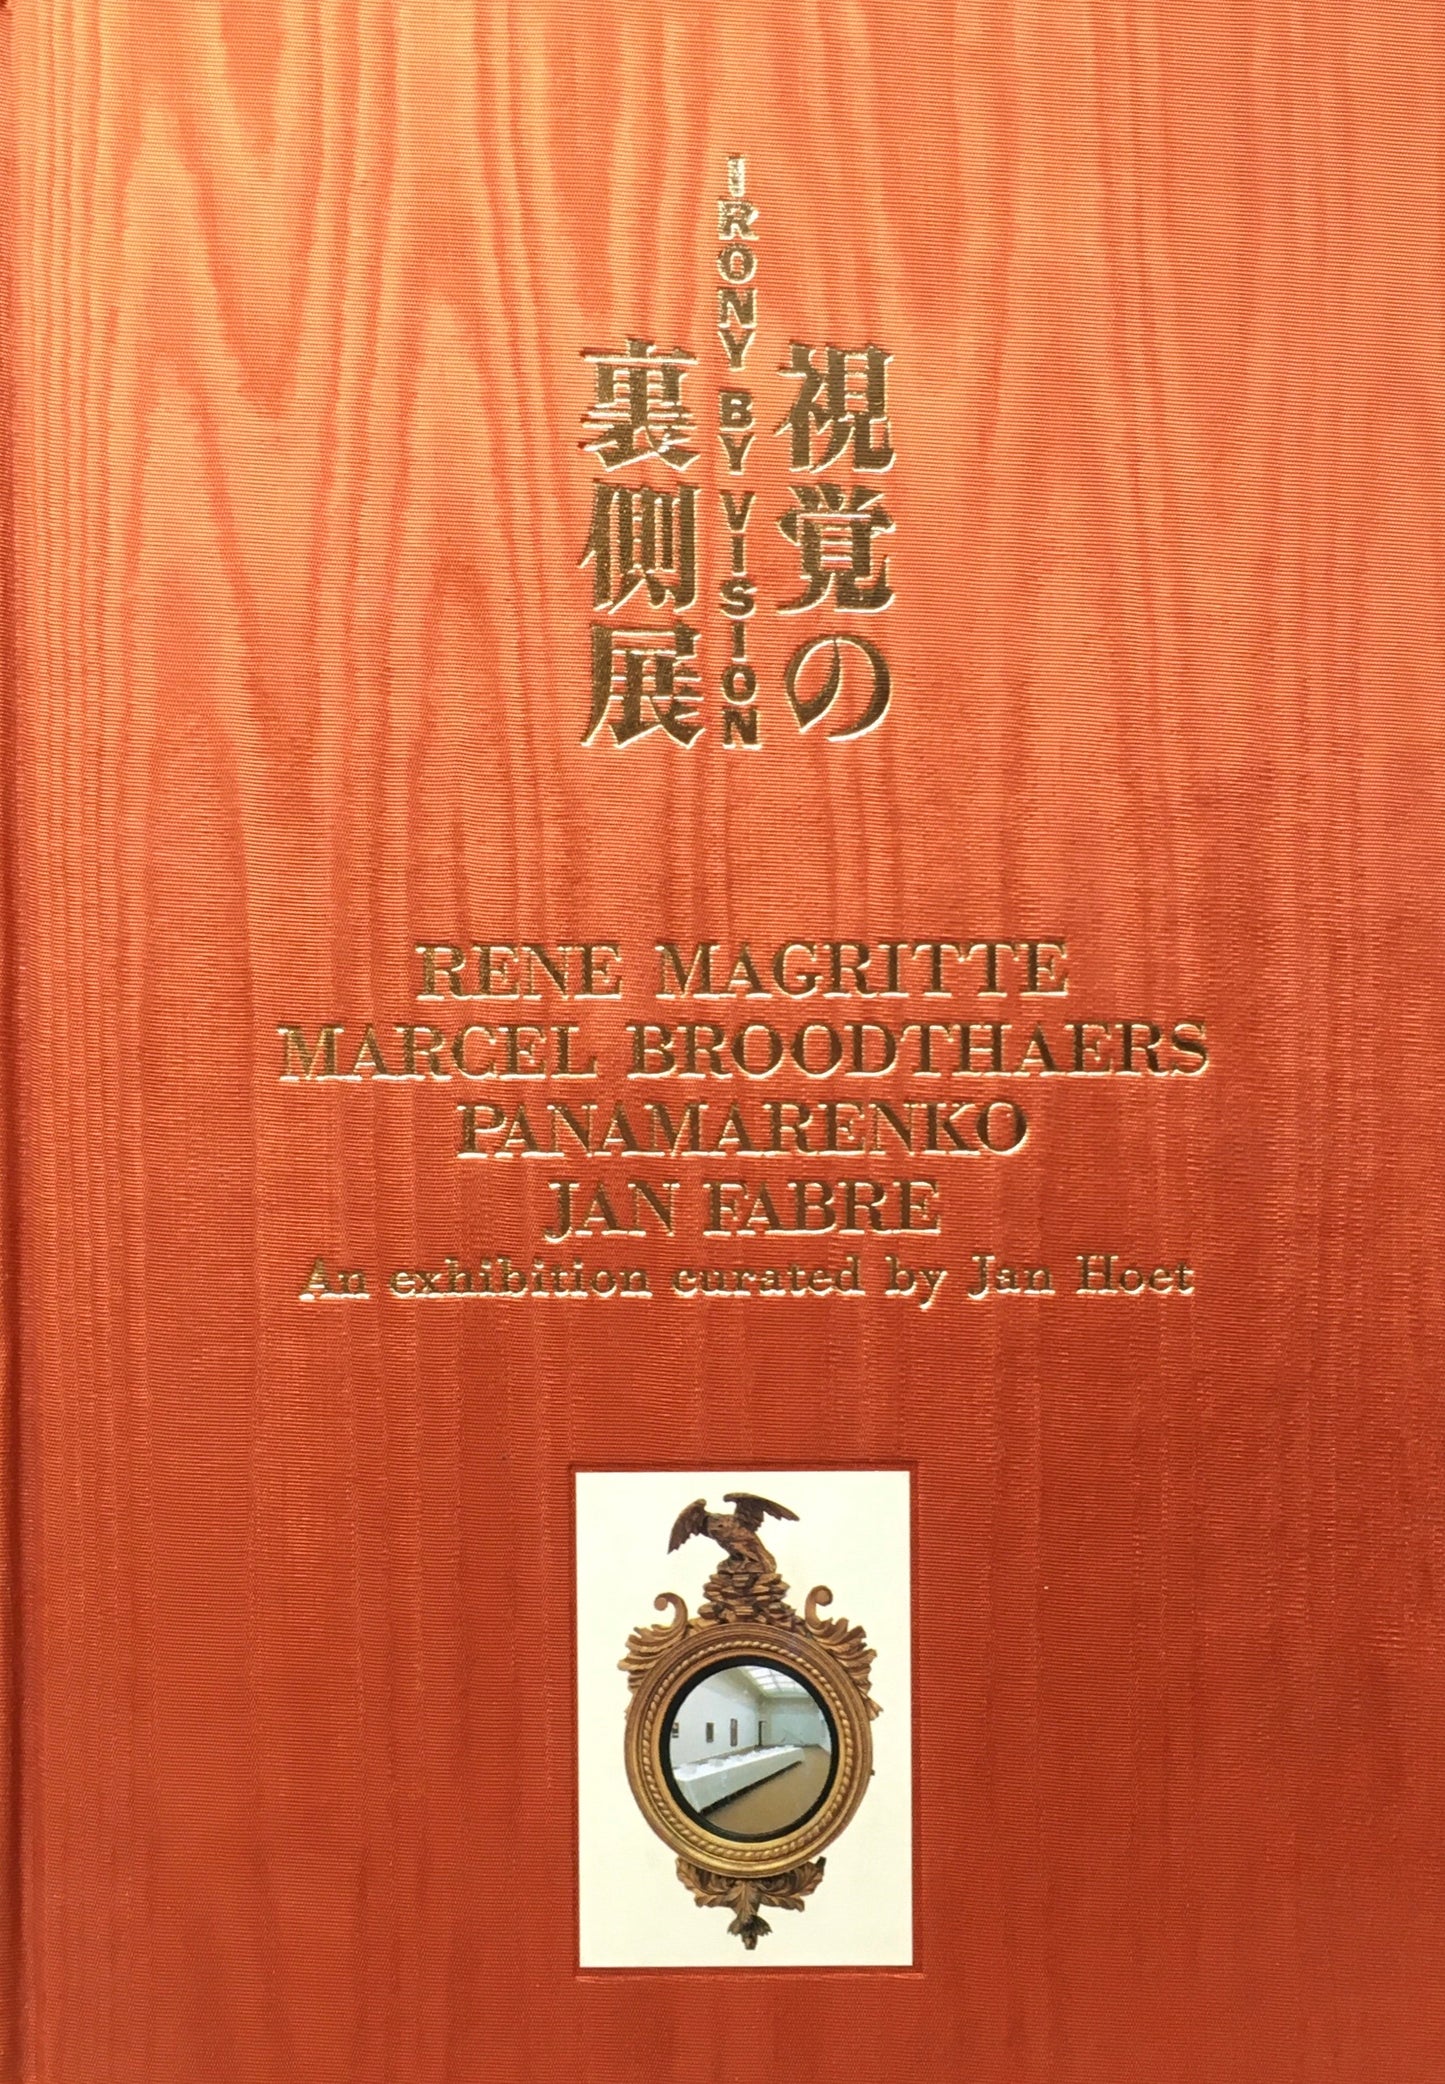 視覚の
IRONY BY VISION
裏側展
RENE MAGRITTE
MARCEL BROODTHAERS
PANAMARENKO
JAN FABRE
An exhibition curated by Jan Hoet